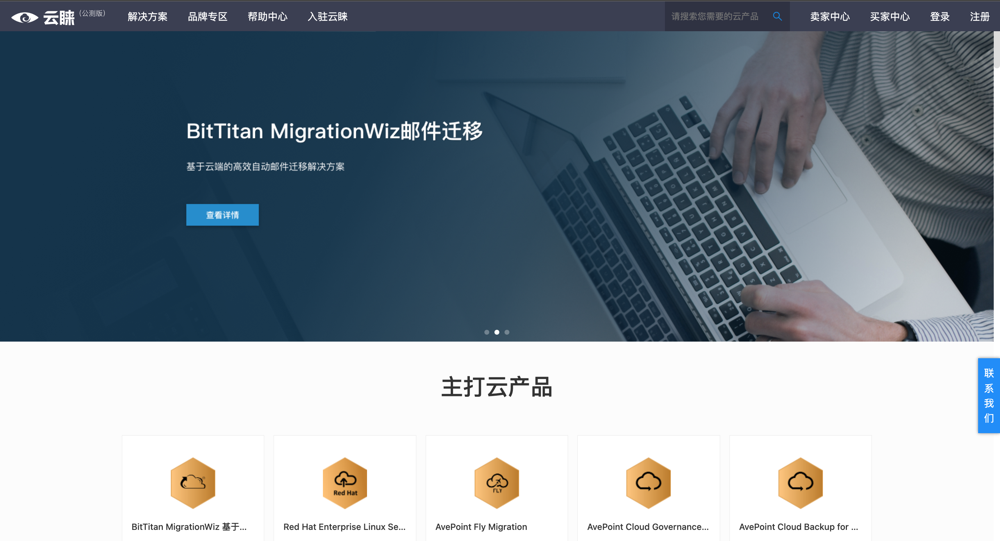 云睐 (公测版) 解决方案 品牌专区 帮助中心 入驻云睐 请搜索您需要的云产品 卖家中心 买家中心 登录 注册
BitTitan MigrationWiz邮件迁移
基于云端的高效自动邮件迁移解决方案
查看详情
主打云产品
联
系
我
们
Red Hat
FLY
BitTitan MigrationWiz 基于...
Red Hat Enterprise Linux Se...
AvePoint Fly Migration
AvePoint Cloud Governance...
AvePoint Cloud Backup for ...